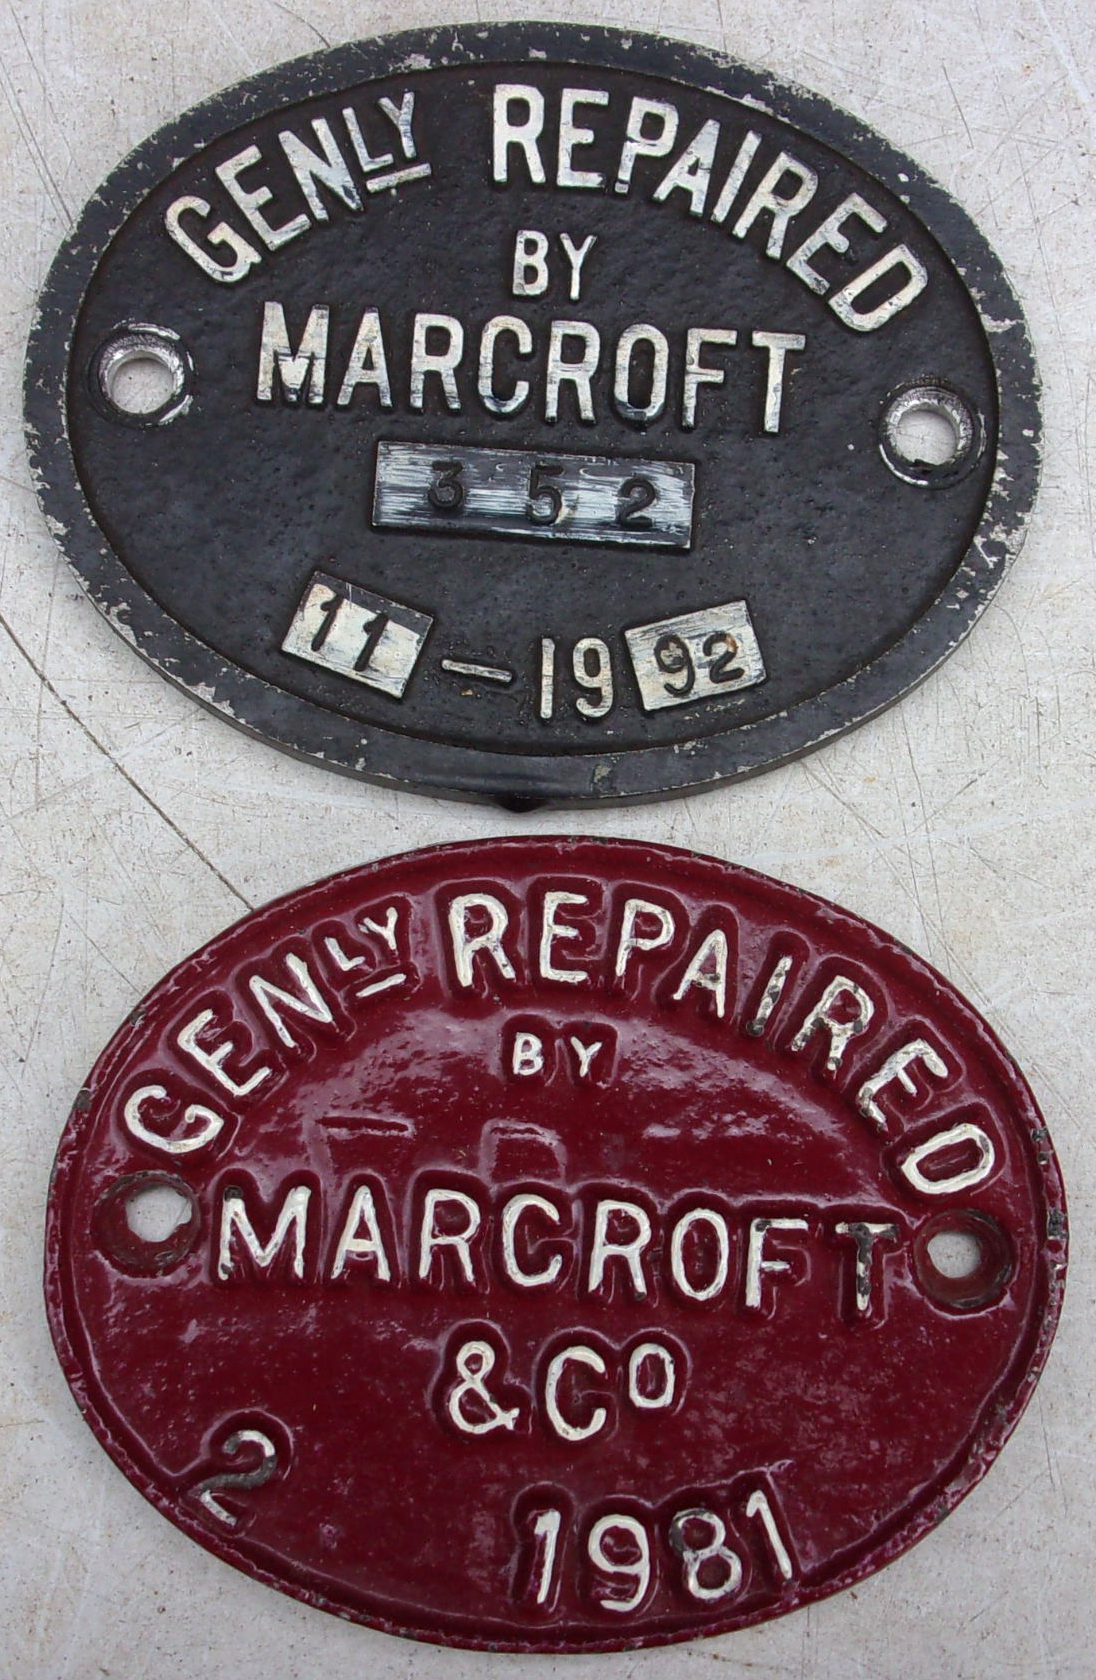 GENLY REPAIRED
BY
MARCROFT
352
11 — 1992
GENLY REPAIRED
BY
MARCROFT
& CO
2 1981